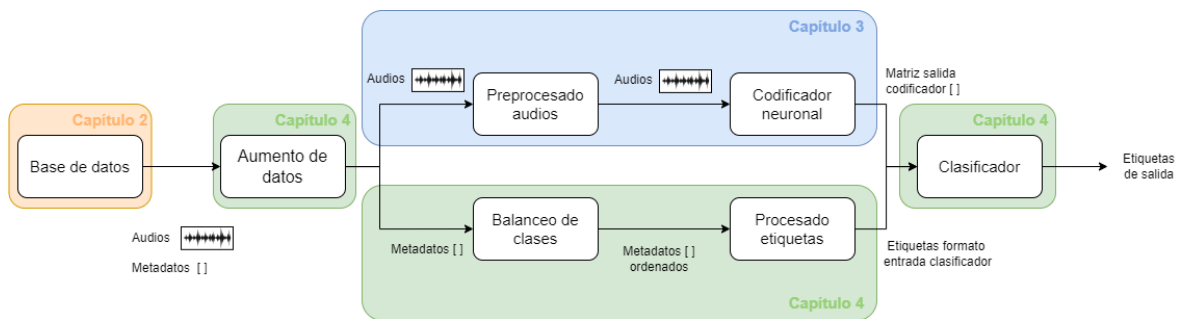 Capítulo 2
Base de datos
Audios
Metadatos [ ]
Capítulo 4
Aumento de
datos
Capítulo 3
Audios
Preprocesado
audios
Audios
Codificador
neuronal
Matriz salida
codificador [ ]
Metadatos [ ]
Balanceo de
clases
Metadatos [ ]
ordenados
Procesado
etiquetas
Etiquetas formato
entrada clasificador
Capítulo 4
Capítulo 4
Clasificador
Etiquetas
de salida